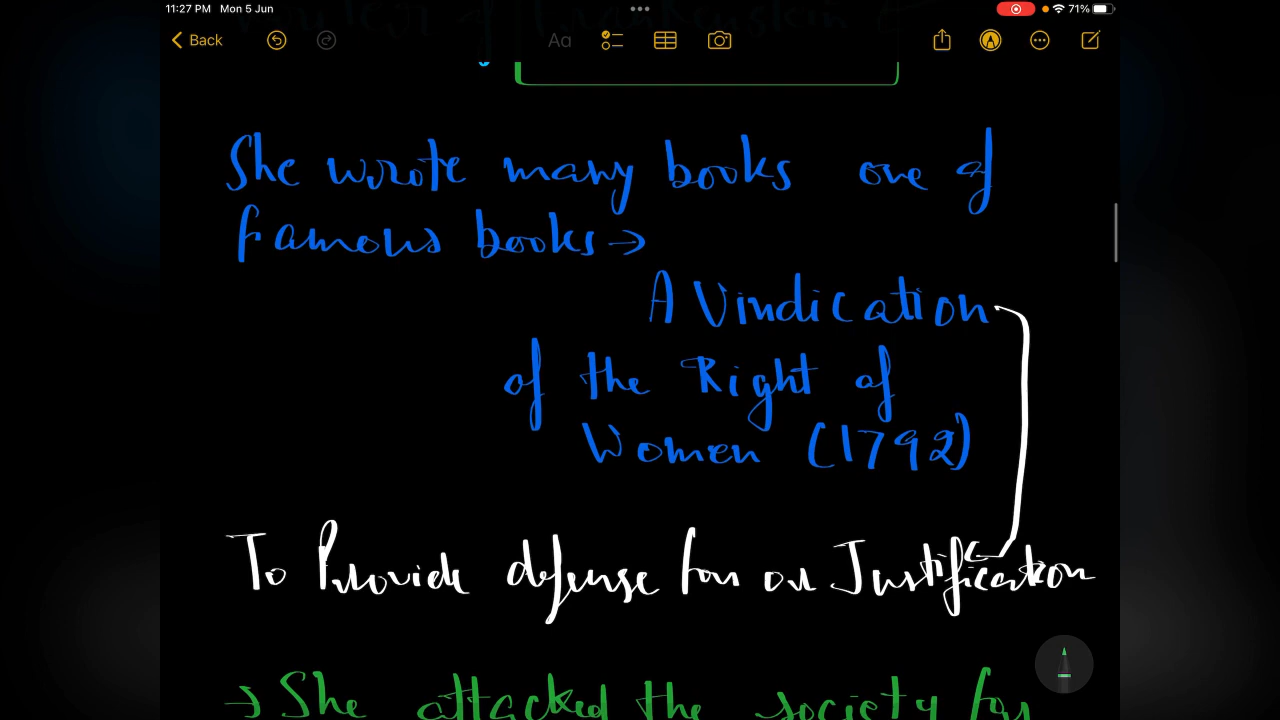 11:27 PM Mon 5 Jun
71%
Back
Aa
She wrote many books one of
famous books →
A Vindication
of the Right of
Women (1792)
To Provide defense for or Justification
→ She attacked the society for